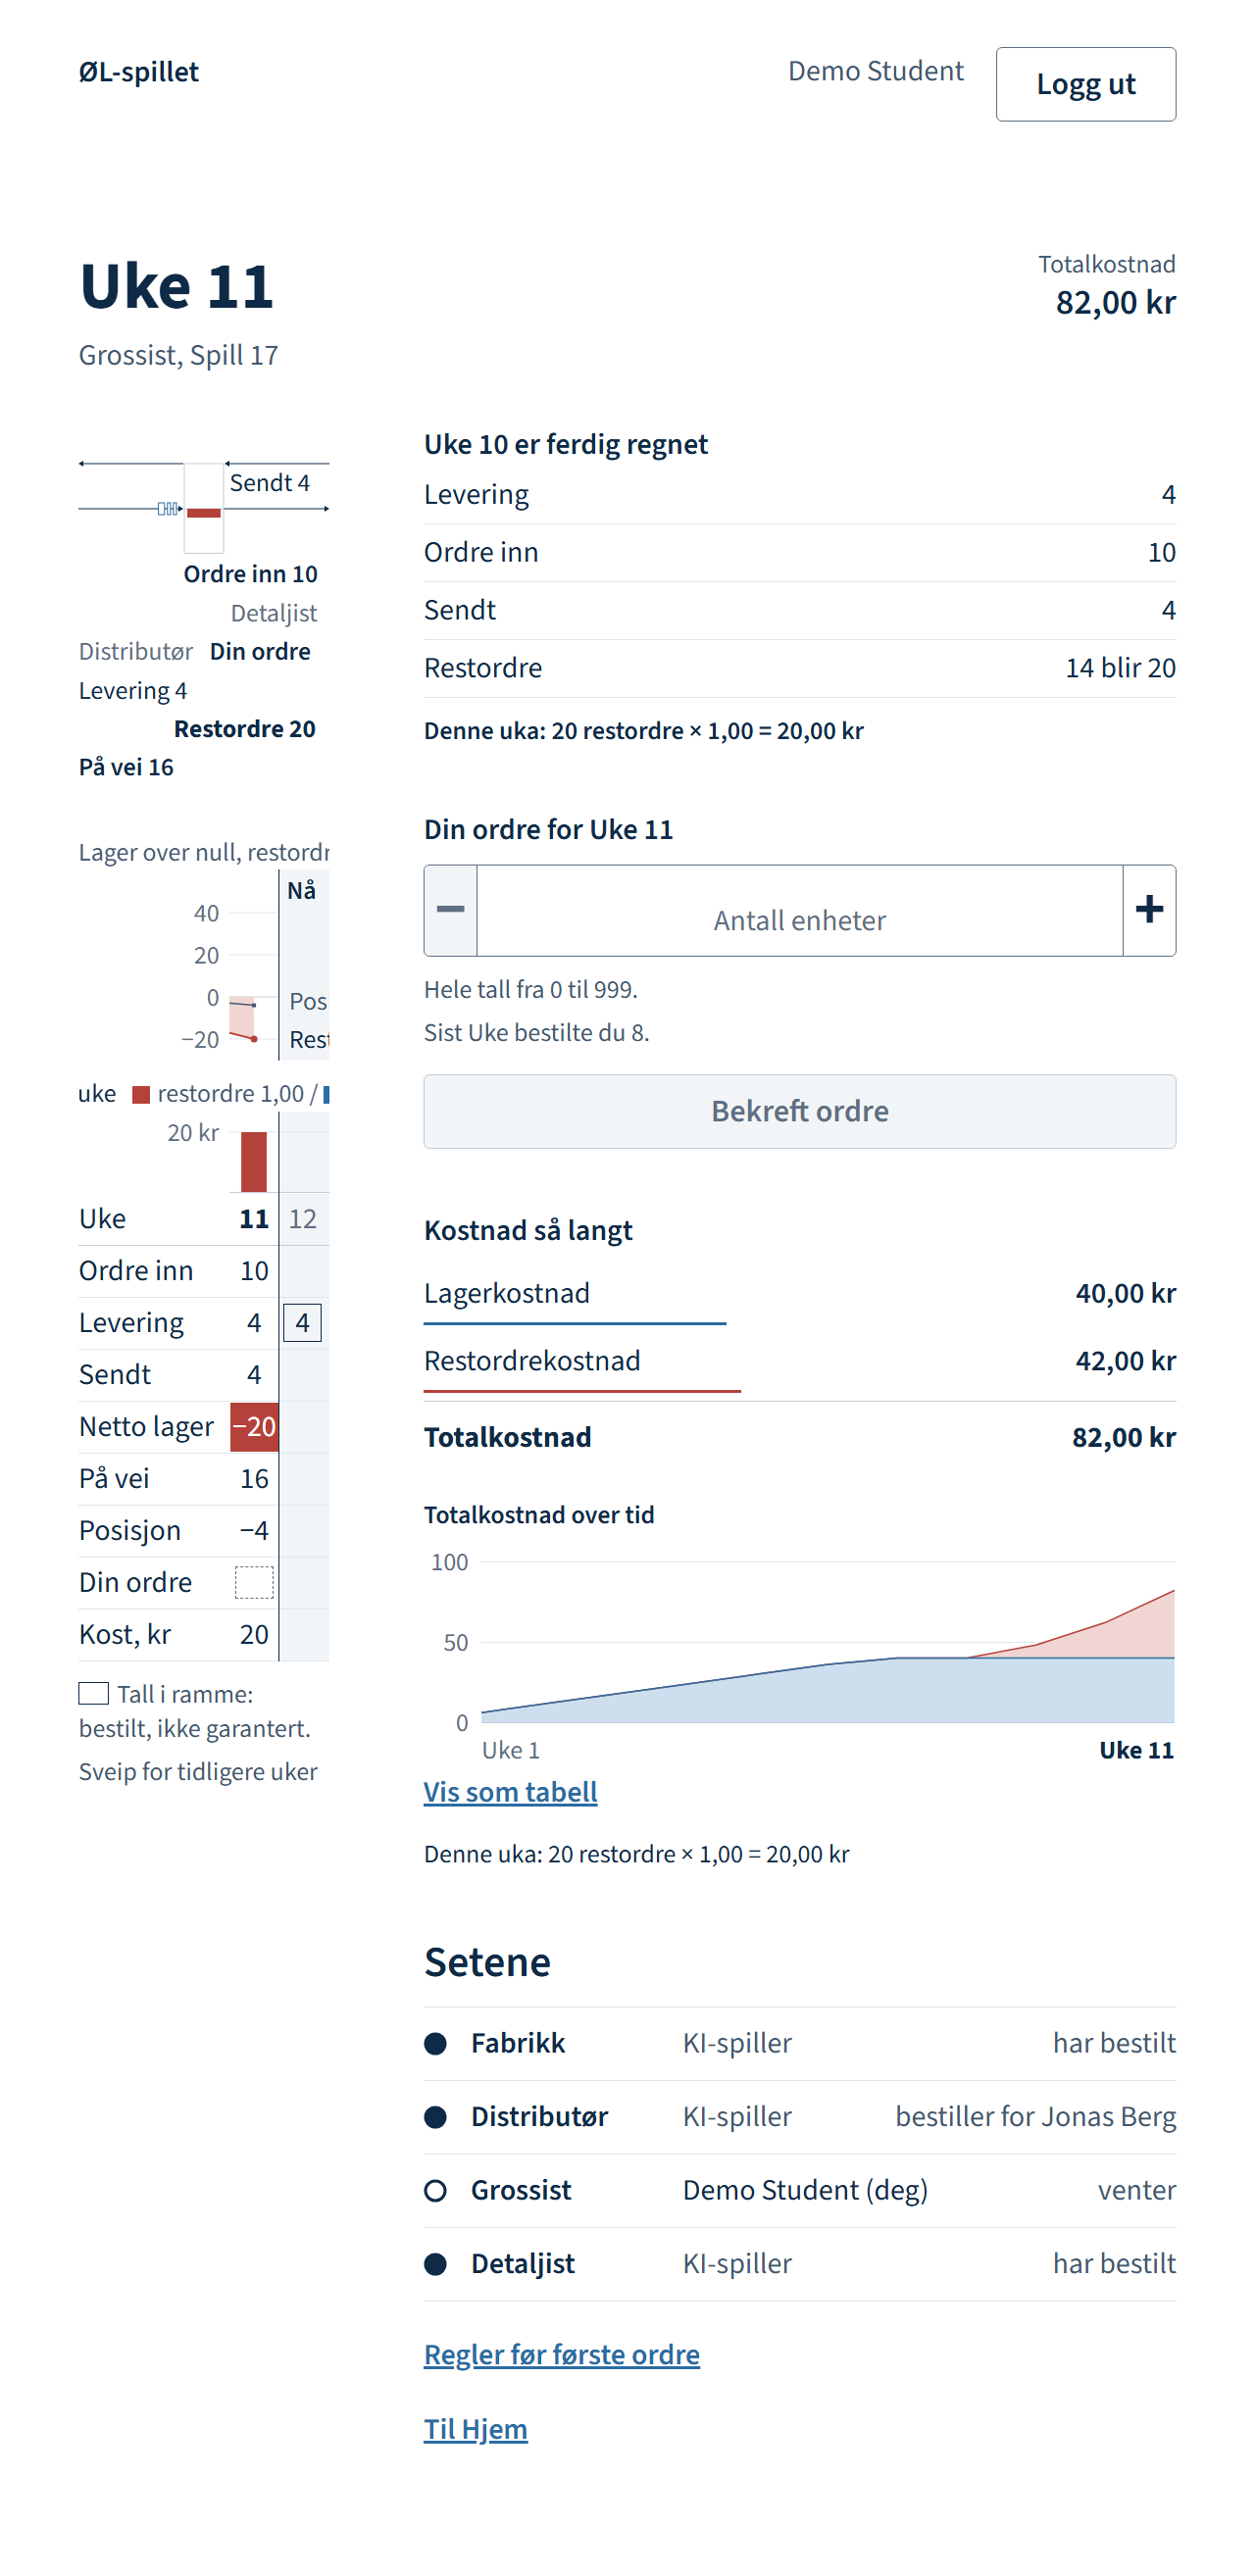 ØL-spillet
Demo Student
Logg ut
Uke 11
Grossist, Spill 17
Totalkostnad
82,00 kr
Sendt 4
Ordre inn 10
Detaljist
Distributør Din ordre
Levering 4
Restordre 20
På vei 16
Lager over null, restordr
Nå
40
20
0
−20
Pos
Rest
uke restordre 1,00 /
20 kr
Uke 11 12
Ordre inn 10
Levering 4 4
Sendt 4
Netto lager −20
På vei 16
Posisjon −4
Din ordre
Kost, kr 20
Tall i ramme:
bestilt, ikke garantert.
Sveip for tidligere uker
Uke 10 er ferdig regnet
Levering 4
Ordre inn 10
Sendt 4
Restordre 14 blir 20
Denne uka: 20 restordre × 1,00 = 20,00 kr
Din ordre for Uke 11
− Antall enheter +
Hele tall fra 0 til 999.
Sist Uke bestilte du 8.
Bekreft ordre
Kostnad så langt
Lagerkostnad 40,00 kr
Restordrekostnad 42,00 kr
Totalkostnad 82,00 kr
Totalkostnad over tid
100
50
0
Uke 1 Uke 11
Vis som tabell
Denne uka: 20 restordre × 1,00 = 20,00 kr
Setene
Fabrikk KI-spiller har bestilt
Distributør KI-spiller bestiller for Jonas Berg
Grossist Demo Student (deg) venter
Detaljist KI-spiller har bestilt
Regler før første ordre
Til Hjem